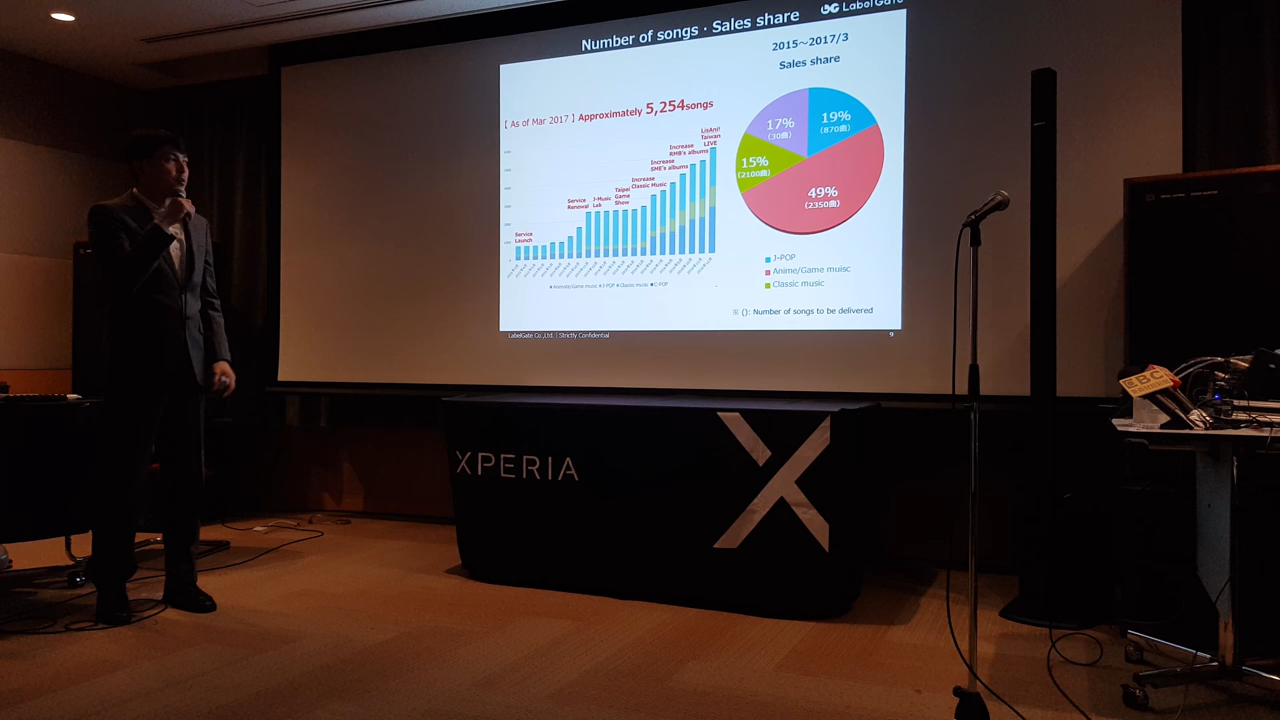 Number of songs · Sales share
LabelGate
2015～2017/3
Sales share
【 As of Mar 2017 】 Approximately 5,254songs
LisAni!
Taiwan
LIVE
Increase
RMB's albums
Increase
SME's albums
Increase
Classic Music
Taipei
Game
Show
J-Music
Lab
Service
Renewal
Service
Launch
17%
(30曲)
19%
(870曲)
15%
(2100曲)
49%
(2350曲)
J-POP
Anime/Game muisc
Classic music
Anime/Game music J-POP Classic music C-POP
※ (): Number of songs to be delivered
LabelGate Co.,Ltd. | Strictly Confidential
9
XPERIA
X
EBC